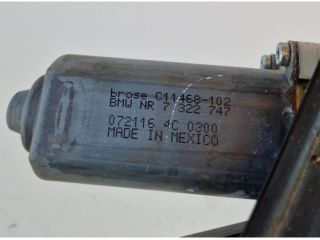 brose C11468-102
BMW NR 7 322 747
072116 4C 0300
MADE IN MEXICO